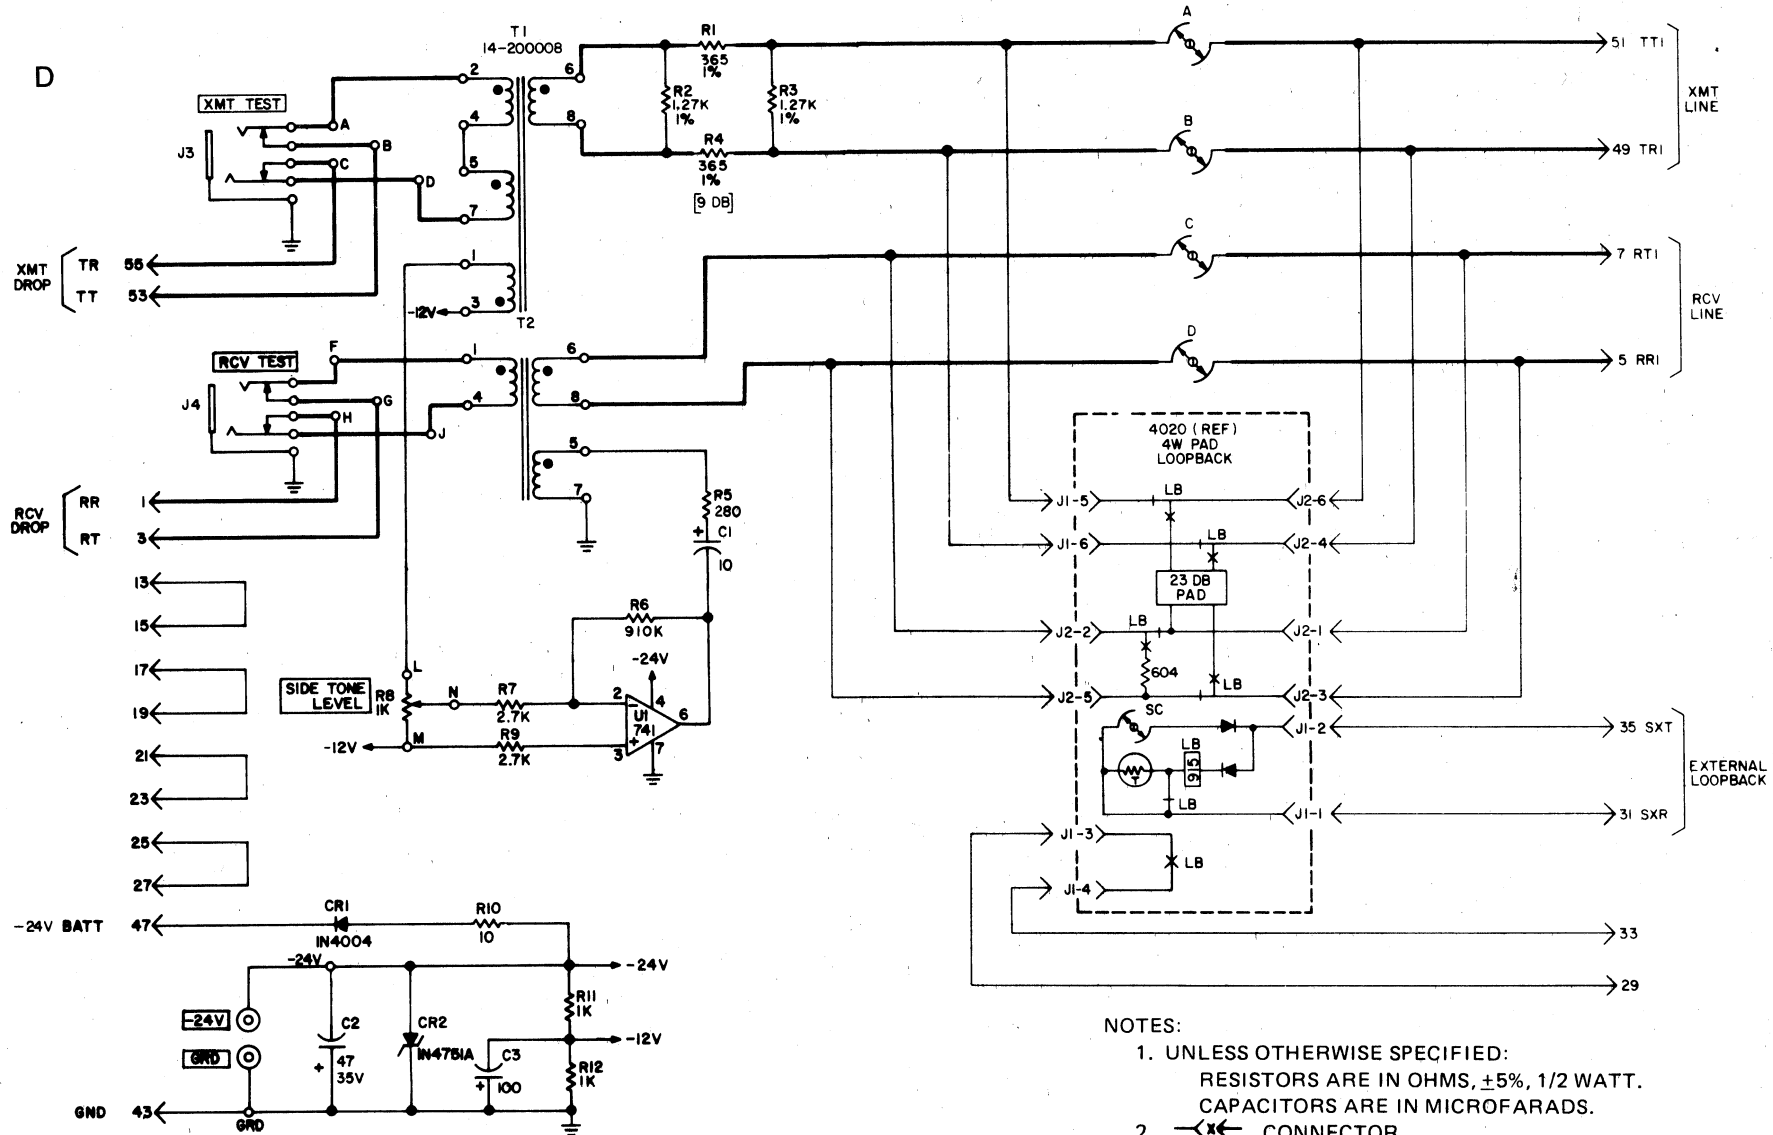 D
T1
14-200008
XMT TEST
J3
2
4
5
7
1
3
6
8
A
B
C
D
R1
365
1%
R2
1.27K
1%
R3
1.27K
1%
R4
365
1%
[9 DB]
A
B
C
D
51 TT1
49 TR1
XMT
LINE
7 RT1
5 RR1
RCV
LINE
XMT
DROP
TR 55
TT 53
-12V
T2
RCV TEST
J4
F
G
H
J
1
4
6
8
5
7
RCV
DROP
RR 1
RT 3
R5
280
+ C1
10
13
15
17
19
21
23
25
27
R6
910K
-24V
SIDE TONE
LEVEL
R8
1K
L
N
M
-12V
R7
2.7K
R9
2.7K
2
3
4
6
7
-
+
U1
741
4020 (REF)
4W PAD
LOOPBACK
J1-5
LB
J2-6
J1-6
LB
J2-4
23 DB
PAD
J2-2
LB
J2-1
604
J2-5
LB
J2-3
SC
J1-2
35 SXT
LB
915
T
LB
J1-1
31 SXR
EXTERNAL
LOOPBACK
J1-3
LB
J1-4
33
29
-24V BATT 47
CR1
1N4004
R10
10
-24V
-24V
-24V
GRD
C2
47
35V
+
CR2
1N4751A
C3
100
+
R11
1K
-12V
R12
1K
GND 43
GRD
NOTES:
1. UNLESS OTHERWISE SPECIFIED:
RESISTORS ARE IN OHMS, ±5%, 1/2 WATT.
CAPACITORS ARE IN MICROFARADS.
2. X CONNECTOR